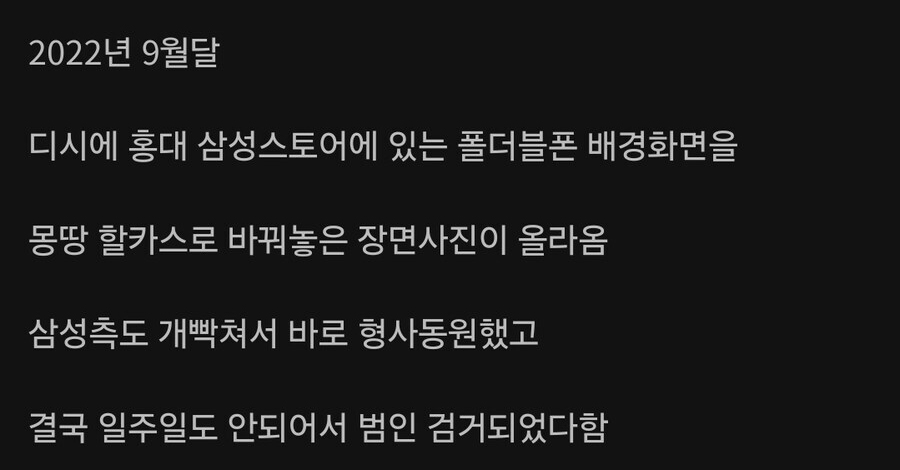 2022년 9월달
디시에 홍대 삼성스토어에 있는 폴더블폰 배경화면을
몽땅 할카스로 바꿔놓은 장면사진이 올라옴
삼성측도 개빡쳐서 바로 형사동원했고
결국 일주일도 안되어서 범인 검거되었다함